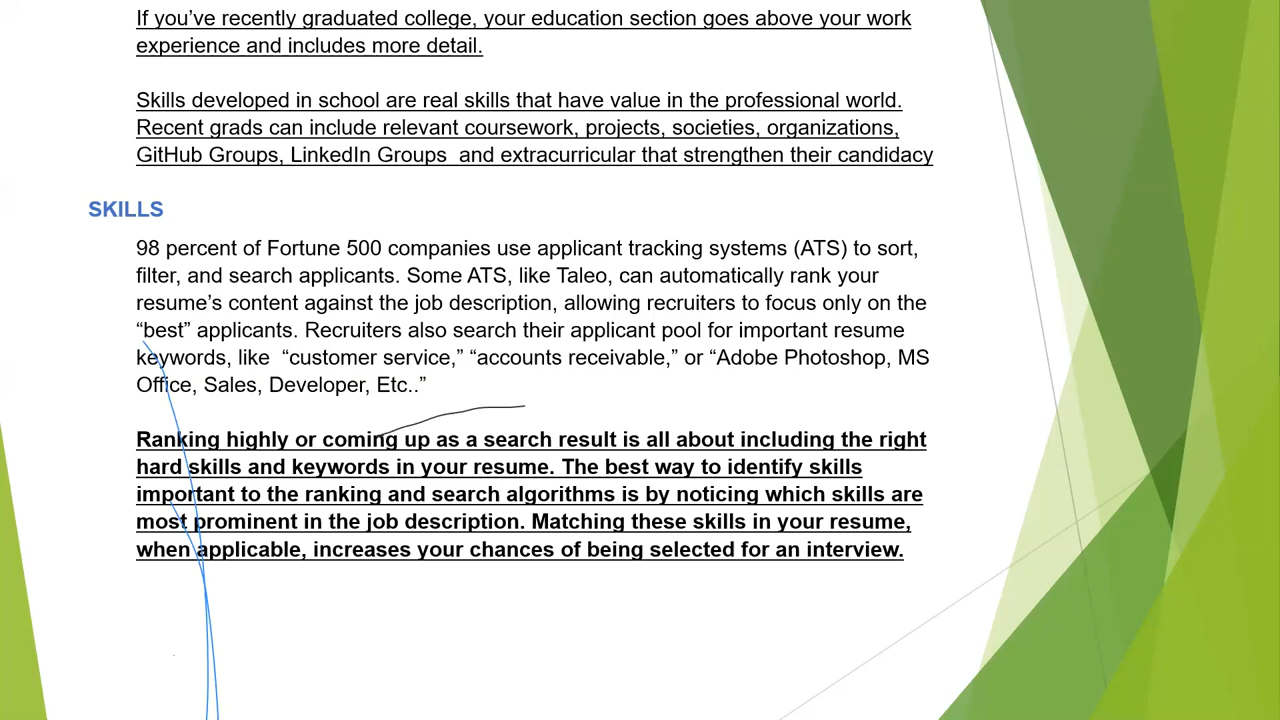 If you’ve recently graduated college, your education section goes above your work
experience and includes more detail.
Skills developed in school are real skills that have value in the professional world.
Recent grads can include relevant coursework, projects, societies, organizations,
GitHub Groups, LinkedIn Groups  and extracurricular that strengthen their candidacy
SKILLS
98 percent of Fortune 500 companies use applicant tracking systems (ATS) to sort,
filter, and search applicants. Some ATS, like Taleo, can automatically rank your
resume’s content against the job description, allowing recruiters to focus only on the
“best” applicants. Recruiters also search their applicant pool for important resume
keywords, like  “customer service,” “accounts receivable,” or “Adobe Photoshop, MS
Office, Sales, Developer, Etc..”
Ranking highly or coming up as a search result is all about including the right
hard skills and keywords in your resume. The best way to identify skills
important to the ranking and search algorithms is by noticing which skills are
most prominent in the job description. Matching these skills in your resume,
when applicable, increases your chances of being selected for an interview.